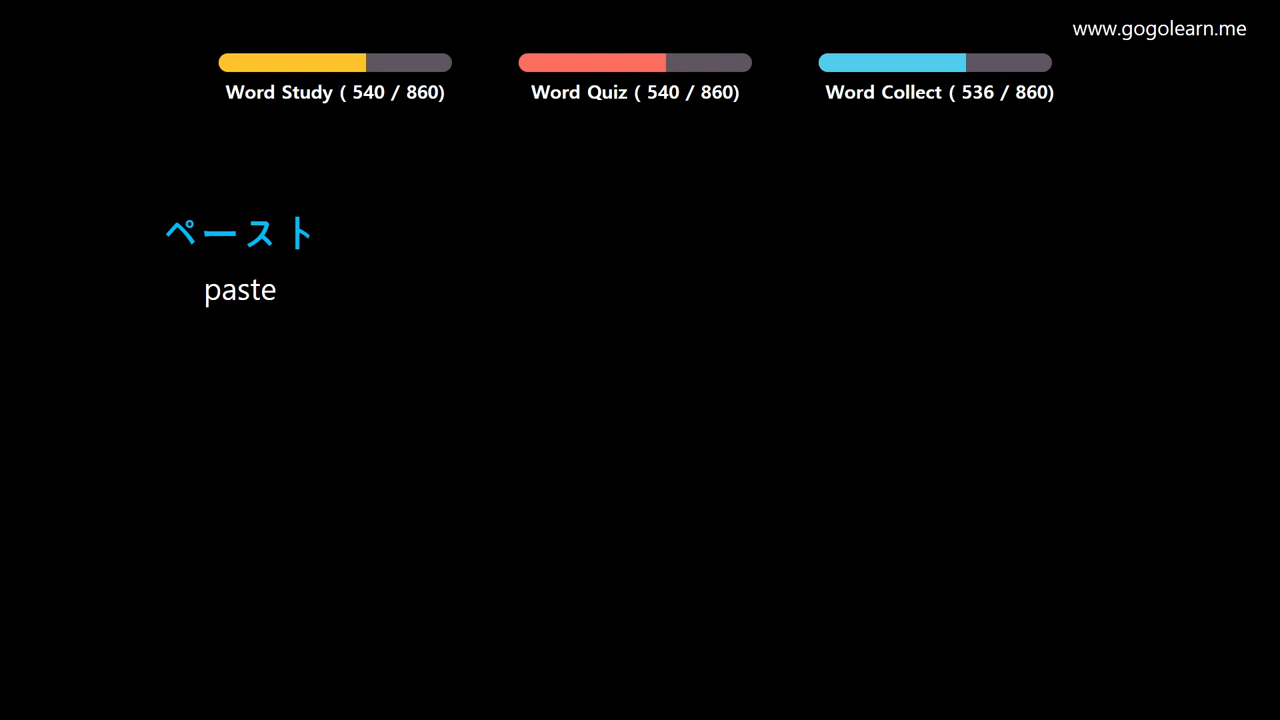 www.gogolearn.me
Word Study ( 540 / 860)
Word Quiz ( 540 / 860)
Word Collect ( 536 / 860)
ペースト
paste